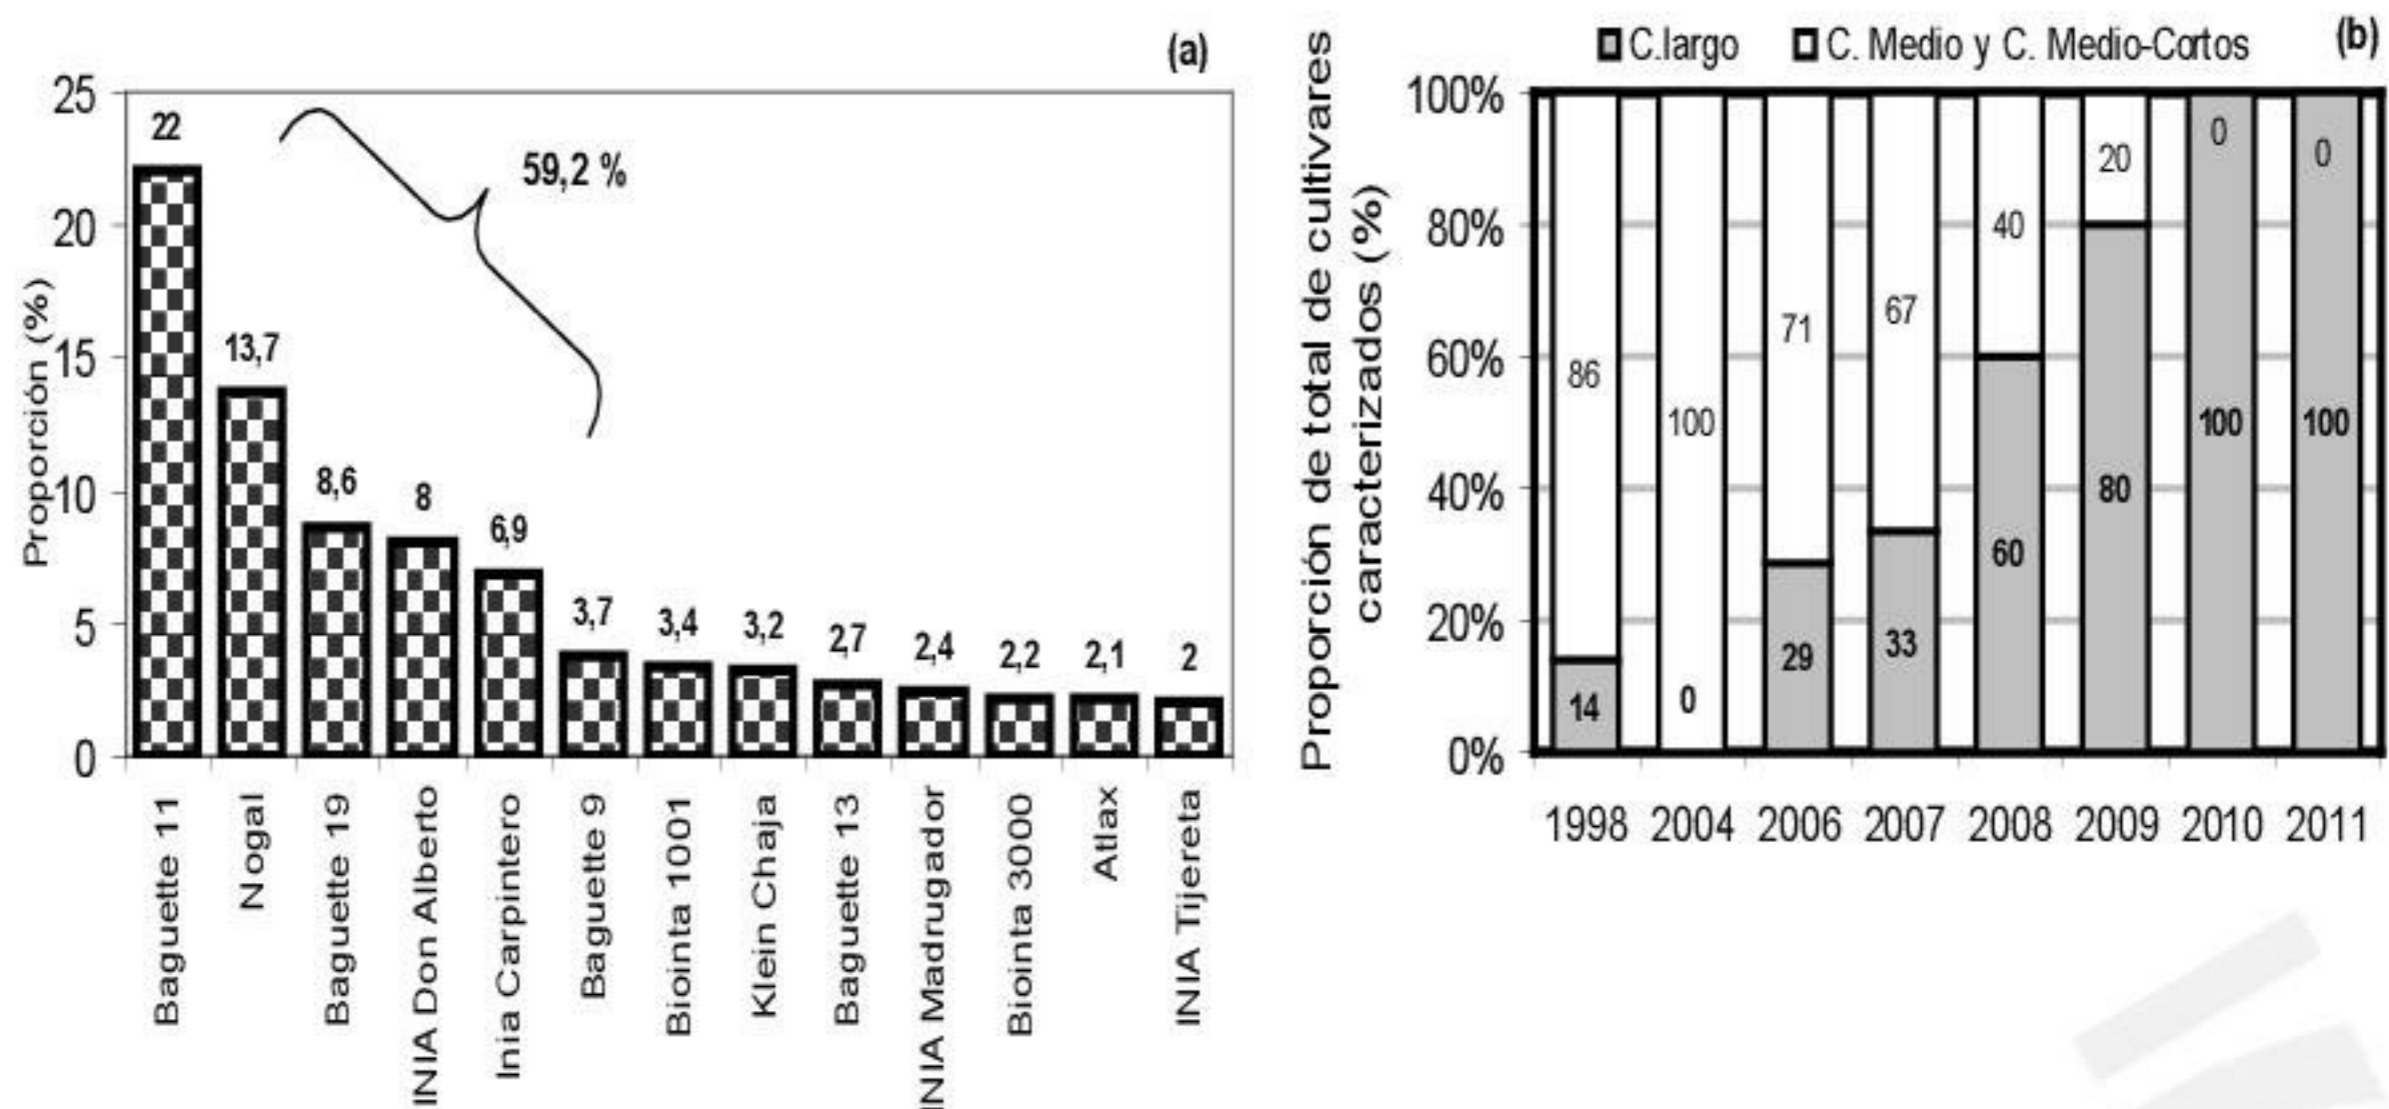 (a)
Proporción (%)
25
20
15
10
5
0
22
13,7
8,6
8
6,9
3,7
3,4
3,2
2,7
2,4
2,2
2,1
2
59,2 %
Baguette 11
Nogal
Baguette 19
INIA Don Alberto
Inia Carpintero
Baguette 9
Biointa 1001
Klein Chaja
Baguette 13
INIA Madrugador
Biointa 3000
Atlax
INIA Tijereta
C.largo C. Medio y C. Medio-Cortos
(b)
Proporción de total de cultivares
caracterizados (%)
100%
80%
60%
40%
20%
0%
86
14
100
0
71
29
67
33
40
60
20
80
0
100
0
100
1998 2004 2006 2007 2008 2009 2010 2011